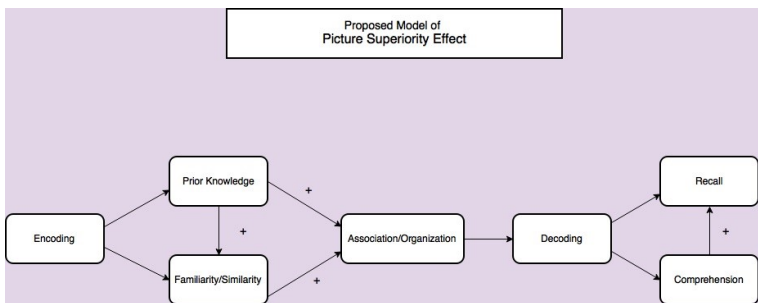 Proposed Model of
Picture Superiority Effect
Prior Knowledge
+
Recall
Encoding
+
Association/Organization
Decoding
+
Familiarity/Similarity
+
Comprehension